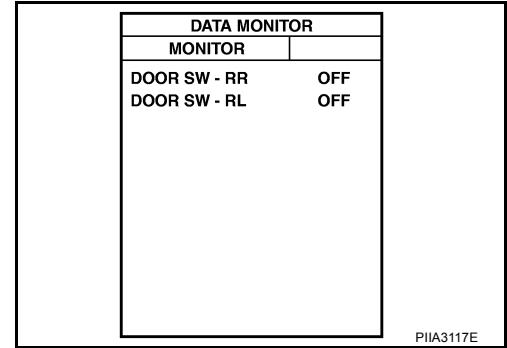 DATA MONITOR
MONITOR
DOOR SW - RR OFF
DOOR SW - RL OFF
PIIA3117E